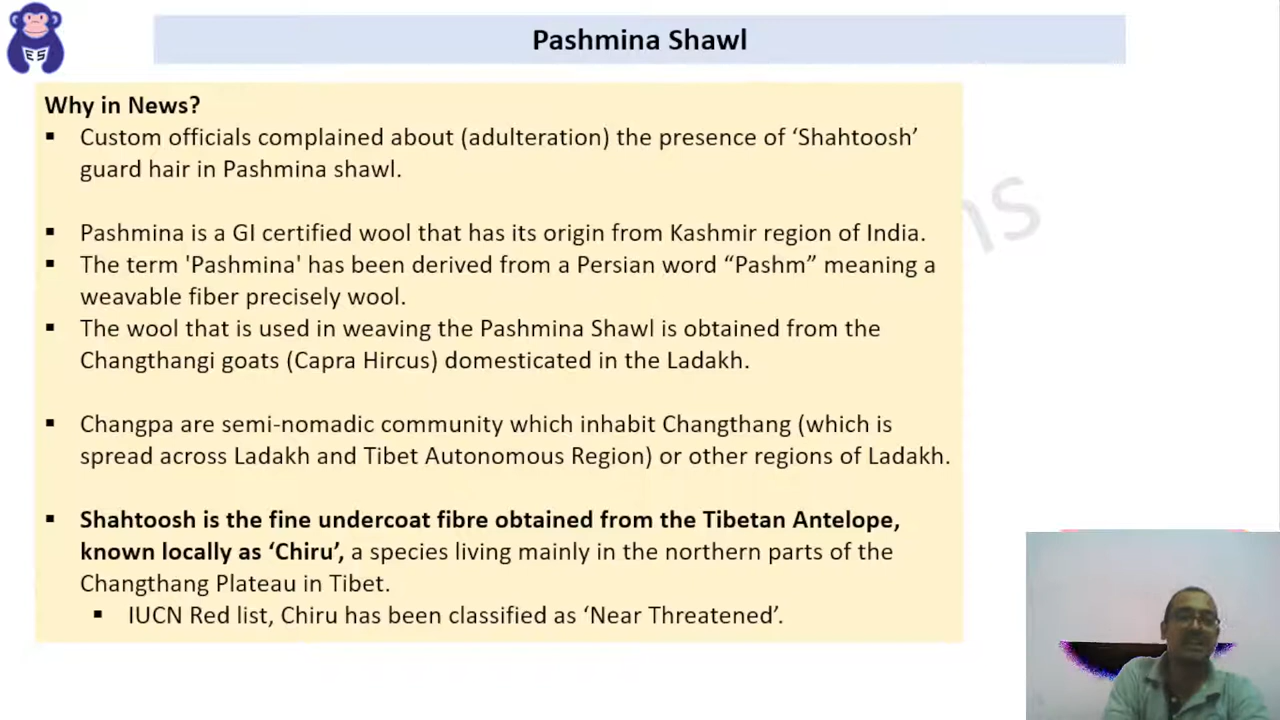 Pashmina Shawl
Why in News?
▪ Custom officials complained about (adulteration) the presence of ‘Shahtoosh’
guard hair in Pashmina shawl.
▪ Pashmina is a GI certified wool that has its origin from Kashmir region of India.
▪ The term 'Pashmina' has been derived from a Persian word “Pashm” meaning a
weavable fiber precisely wool.
▪ The wool that is used in weaving the Pashmina Shawl is obtained from the
Changthangi goats (Capra Hircus) domesticated in the Ladakh.
▪ Changpa are semi-nomadic community which inhabit Changthang (which is
spread across Ladakh and Tibet Autonomous Region) or other regions of Ladakh.
▪ Shahtoosh is the fine undercoat fibre obtained from the Tibetan Antelope,
known locally as ‘Chiru’, a species living mainly in the northern parts of the
Changthang Plateau in Tibet.
▪ IUCN Red list, Chiru has been classified as ‘Near Threatened’.